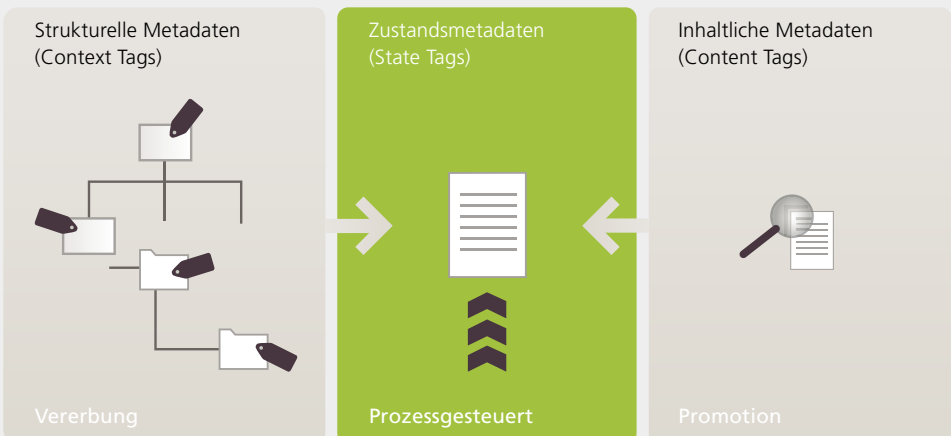 Strukturelle Metadaten
(Context Tags)
Zustandsmetadaten
(State Tags)
Inhaltliche Metadaten
(Content Tags)
Vererbung
Prozessgesteuert
Promotion